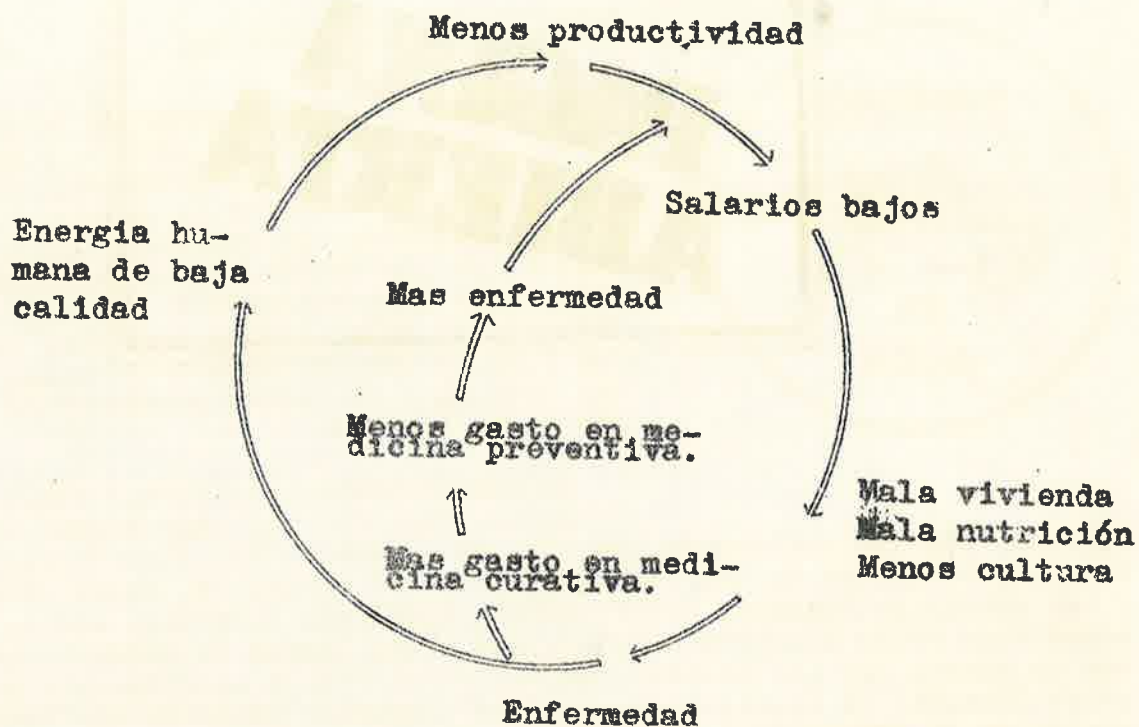 Menos productividad
Salarios bajos
Energia hu-
mana de baja
calidad
Mas enfermedad
Menos gasto en me-
dicina preventiva.
Mala vivienda
Mala nutrición
Menos cultura
Mas gasto en medi-
cina curativa.
Enfermedad